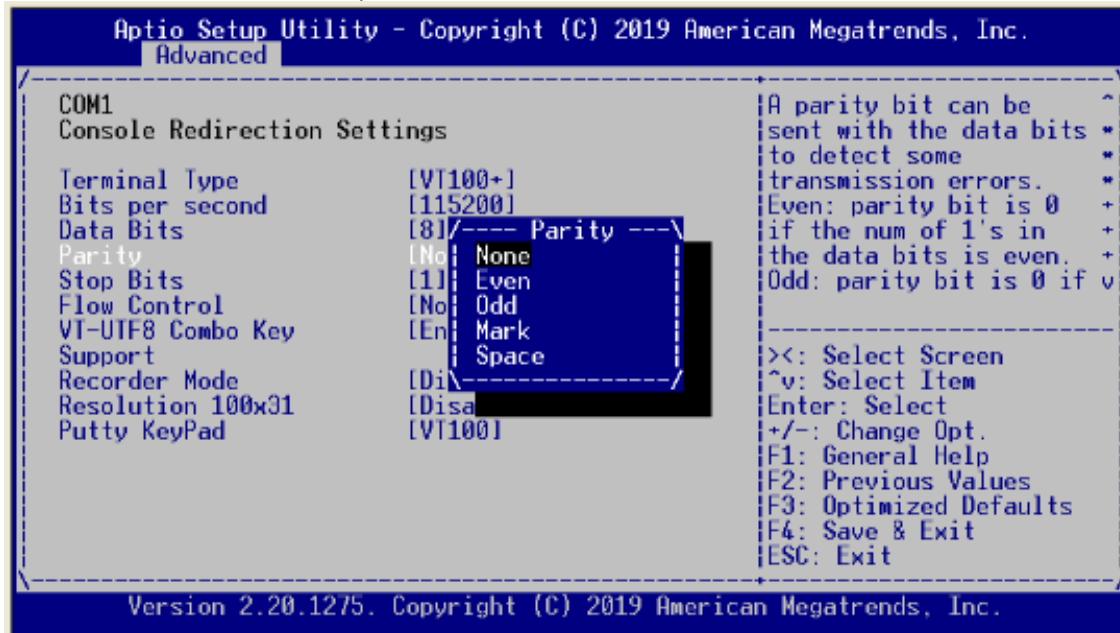 Aptio Setup Utility - Copyright (C) 2019 American Megatrends, Inc.
Advanced
COM1
Console Redirection Settings
Terminal Type [VT100+]
Bits per second [115200]
Data Bits [8]
Parity [No
Stop Bits [1]
Flow Control [No
VT-UTF8 Combo Key [En
Support
Recorder Mode [Di
Resolution 100x31 [Disa
Putty KeyPad [VT100]
Parity
None
Even
Odd
Mark
Space
A parity bit can be
sent with the data bits
to detect some
transmission errors.
Even: parity bit is 0
if the num of 1's in
the data bits is even.
Odd: parity bit is 0 if
><: Select Screen
^v: Select Item
Enter: Select
+/-: Change Opt.
F1: General Help
F2: Previous Values
F3: Optimized Defaults
F4: Save & Exit
ESC: Exit
Version 2.20.1275. Copyright (C) 2019 American Megatrends, Inc.